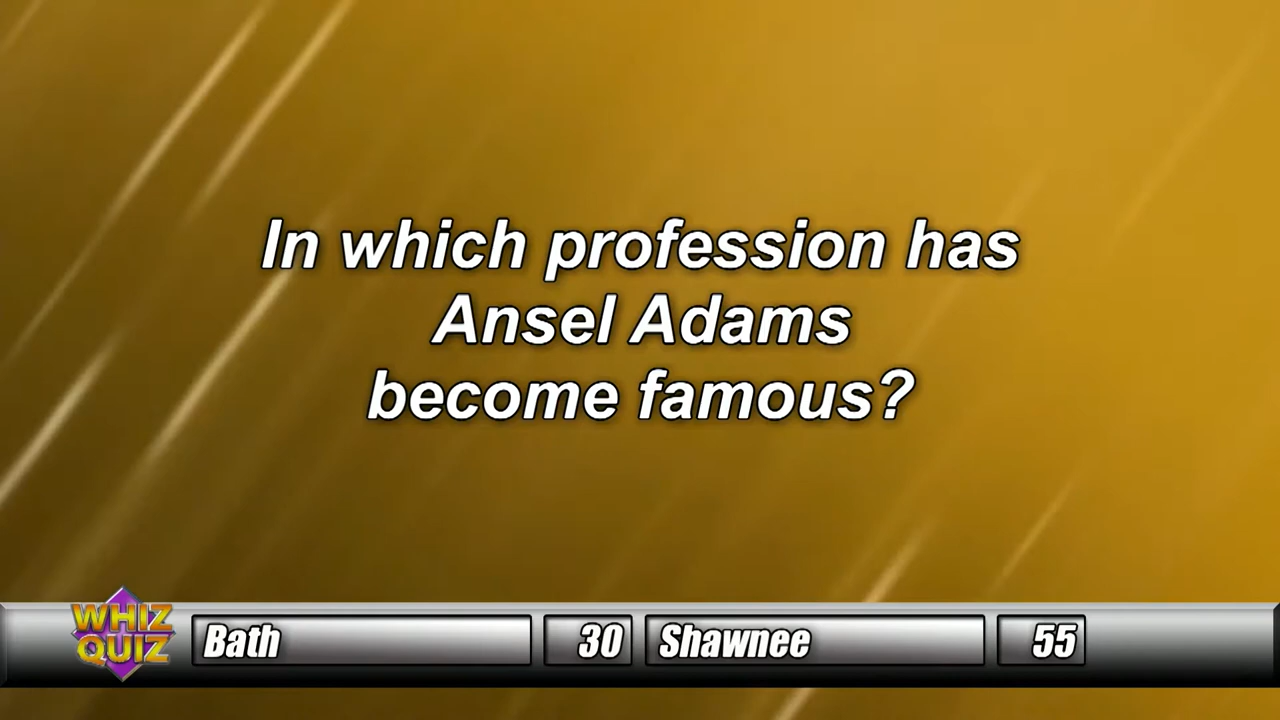 In which profession has
Ansel Adams
become famous?
WHIZ
QUIZ
Bath 30 Shawnee 55